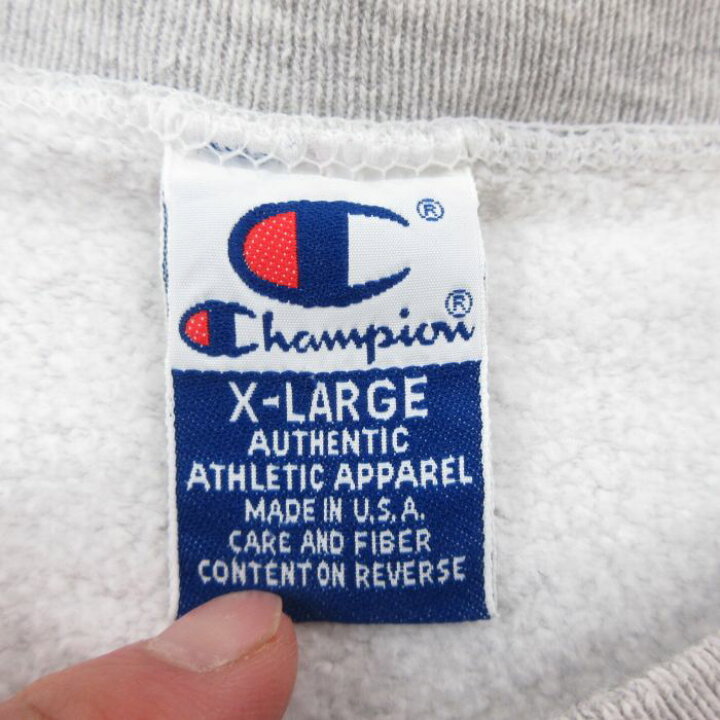 ®
Champion®
X-LARGE
AUTHENTIC
ATHLETIC APPAREL
MADE IN U.S.A.
CARE AND FIBER
CONTENT ON REVERSE